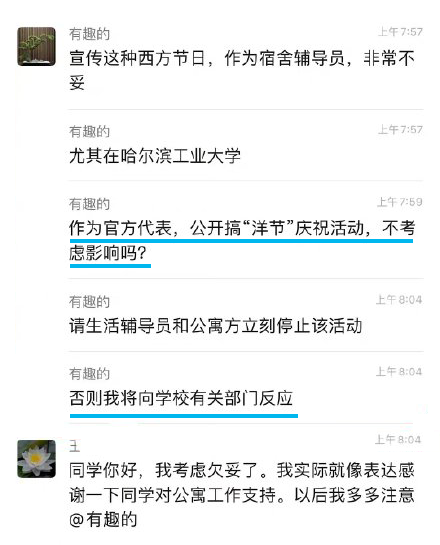 有趣的
上午7:57
宣传这种西方节日，作为宿舍辅导员，非常不
妥
有趣的
上午7:57
尤其在哈尔滨工业大学
有趣的
上午7:59
作为官方代表，公开搞“洋节”庆祝活动，不考
虑影响吗？
有趣的
上午8:04
请生活辅导员和公寓方立刻停止该活动
有趣的
上午8:04
否则我将向学校有关部门反应
上午8:04
同学你好，我考虑欠妥了。我实际就像表达感
谢一下同学对公寓工作支持。以后我多多注意
@有趣的